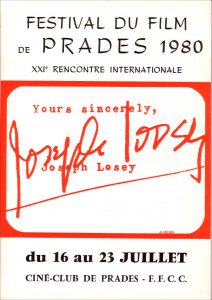 FESTIVAL DU FILM
DE PRADES 1980
XXIᵉ RENCONTRE INTERNATIONALE
Yours sincerely,
Joseph Losey
Joseph Losey
du 16 au 23 JUILLET
CINÉ-CLUB DE PRADES - F. F. C. C.